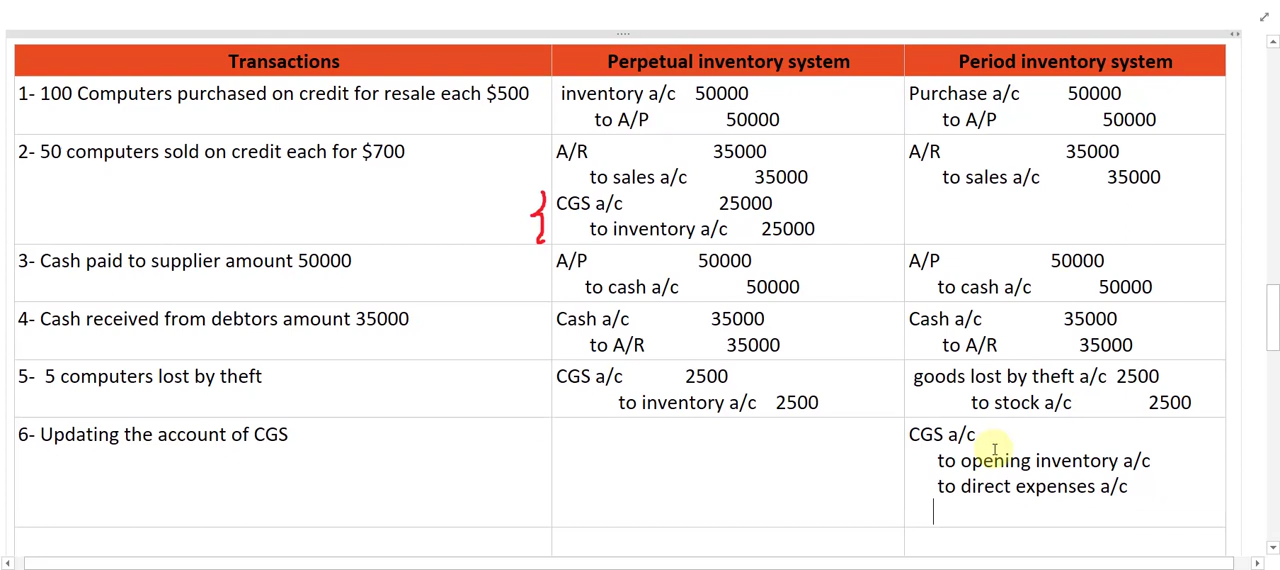 Transactions Perpetual inventory system Period inventory system
1- 100 Computers purchased on credit for resale each $500
inventory a/c 50000
to A/P 50000
Purchase a/c 50000
to A/P 50000
2- 50 computers sold on credit each for $700
A/R 35000
to sales a/c 35000
CGS a/c 25000
to inventory a/c 25000
A/R 35000
to sales a/c 35000
3- Cash paid to supplier amount 50000
A/P 50000
to cash a/c 50000
A/P 50000
to cash a/c 50000
4- Cash received from debtors amount 35000
Cash a/c 35000
to A/R 35000
Cash a/c 35000
to A/R 35000
5- 5 computers lost by theft
CGS a/c 2500
to inventory a/c 2500
goods lost by theft a/c 2500
to stock a/c 2500
6- Updating the account of CGS
CGS a/c
to opening inventory a/c
to direct expenses a/c